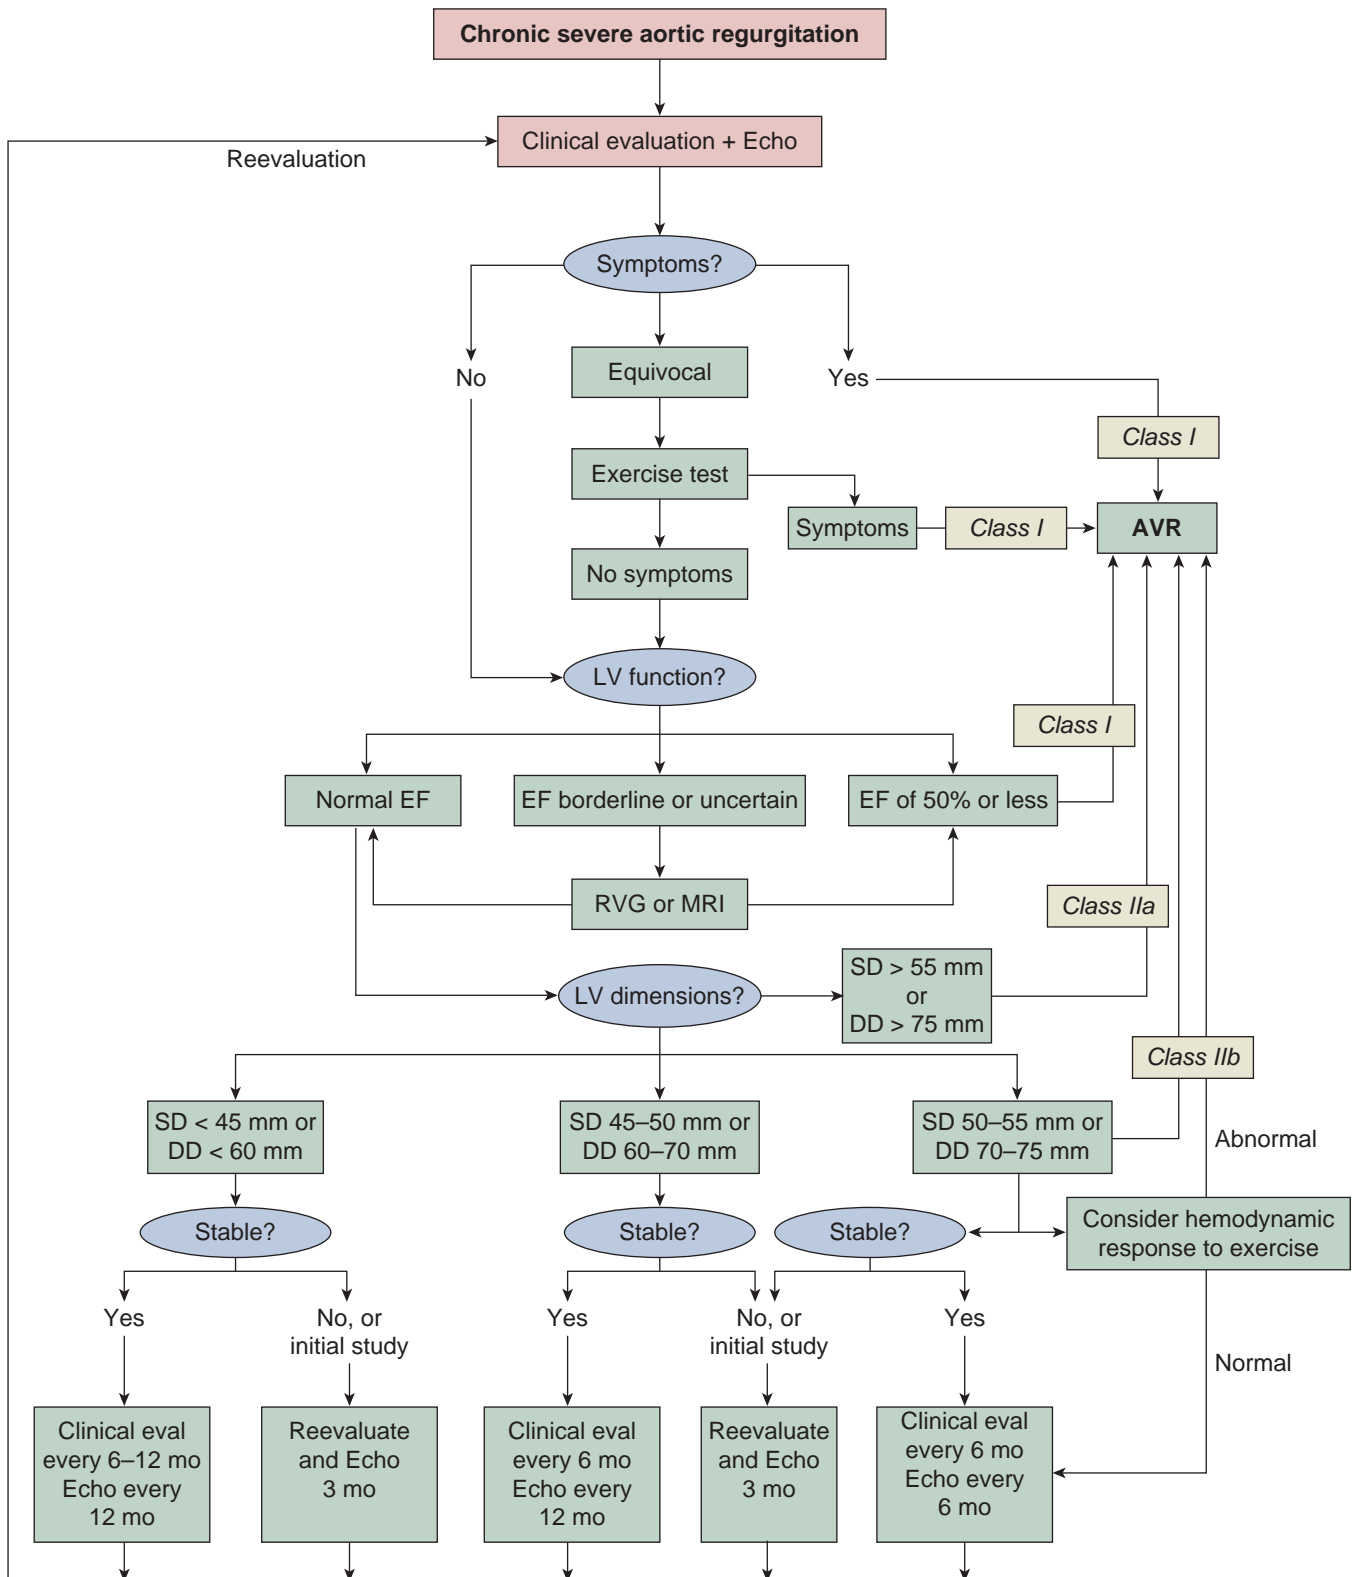 Chronic severe aortic regurgitation
Clinical evaluation + Echo
Reevaluation
Symptoms?
No
Equivocal
Yes
Class I
Exercise test
Symptoms
Class I
AVR
No symptoms
LV function?
Class I
Normal EF
EF borderline or uncertain
EF of 50% or less
RVG or MRI
Class IIa
LV dimensions?
SD > 55 mm
or
DD > 75 mm
Class IIb
SD < 45 mm or
DD < 60 mm
SD 45–50 mm or
DD 60–70 mm
SD 50–55 mm or
DD 70–75 mm
Abnormal
Stable?
Stable?
Stable?
Consider hemodynamic
response to exercise
Yes
No, or
initial study
Yes
No, or
initial study
Yes
Normal
Clinical eval
every 6–12 mo
Echo every
12 mo
Reevaluate
and Echo
3 mo
Clinical eval
every 6 mo
Echo every
12 mo
Reevaluate
and Echo
3 mo
Clinical eval
every 6 mo
Echo every
6 mo